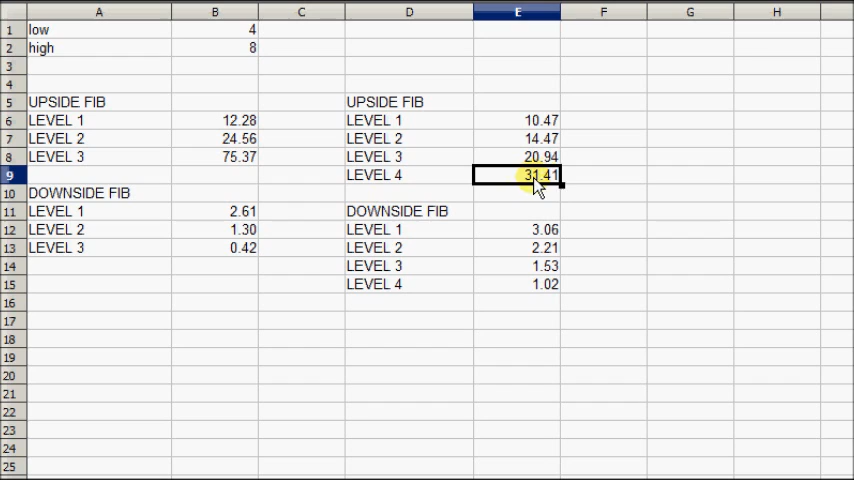 A B C D E F G H
1 low 4
2 high 8
3
4
5 UPSIDE FIB UPSIDE FIB
6 LEVEL 1 12.28 LEVEL 1 10.47
7 LEVEL 2 24.56 LEVEL 2 14.47
8 LEVEL 3 75.37 LEVEL 3 20.94
9 LEVEL 4 31.41
10 DOWNSIDE FIB
11 LEVEL 1 2.61 DOWNSIDE FIB
12 LEVEL 2 1.30 LEVEL 1 3.06
13 LEVEL 3 0.42 LEVEL 2 2.21
14 LEVEL 3 1.53
15 LEVEL 4 1.02
16
17
18
19
20
21
22
23
24
25